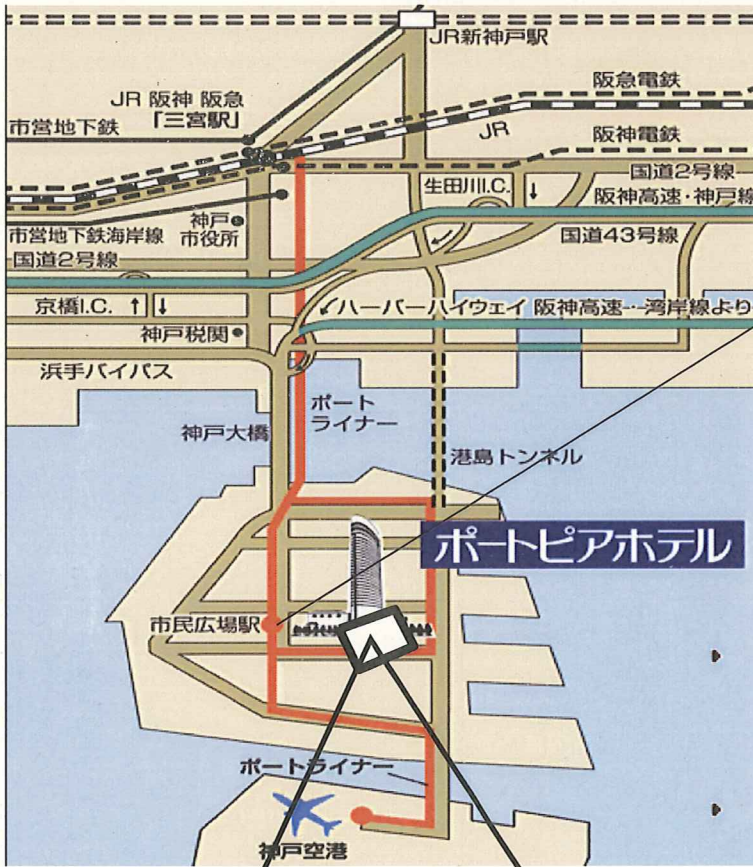 JR新神戸駅
阪急電鉄
JR 阪神 阪急
「三宮駅」
市営地下鉄
JR
阪神電鉄
国道2号線
生田川I.C.
阪神高速・神戸線
神戸
市役所
市営地下鉄海岸線
国道2号線
国道43号線
京橋I.C.
ハーバーハイウェイ 阪神高速…湾岸線より
神戸税関
浜手バイパス
ポート
ライナー
神戸大橋
港島トンネル
ポートピアホテル
市民広場駅
ポートライナー
神戸空港